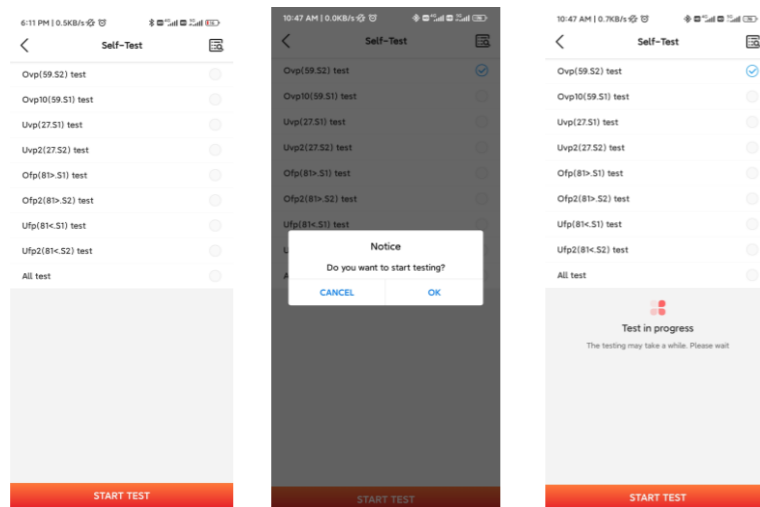 6:11 PM | 0.5KB/s
Self-Test
Ovp(59.S2) test
Ovp10(59.S1) test
Uvp(27.S1) test
Uvp2(27.S2) test
Ofp(81>.S1) test
Ofp2(81>.S2) test
Ufp(81<.S1) test
Ufp2(81<.S2) test
All test
START TEST
10:47 AM | 0.0KB/s
Self-Test
Ovp(59.S2) test
Ovp10(59.S1) test
Uvp(27.S1) test
Uvp2(27.S2) test
Ofp(81>.S1) test
Ofp2(81>.S2) test
Ufp(81<.S1) test
Notice
Do you want to start testing?
CANCEL
OK
START TEST
10:47 AM | 0.7KB/s
Self-Test
Ovp(59.S2) test
Ovp10(59.S1) test
Uvp(27.S1) test
Uvp2(27.S2) test
Ofp(81>.S1) test
Ofp2(81>.S2) test
Ufp(81<.S1) test
Ufp2(81<.S2) test
All test
Test in progress
The testing may take a while. Please wait
START TEST